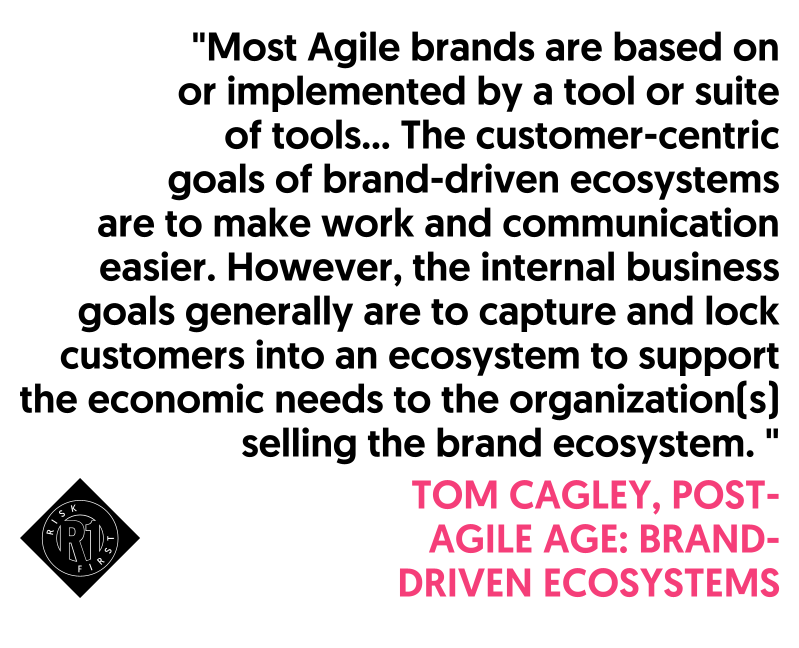 "Most Agile brands are based on
or implemented by a tool or suite
of tools... The customer-centric
goals of brand-driven ecosystems
are to make work and communication
easier. However, the internal business
goals generally are to capture and lock
customers into an ecosystem to support
the economic needs to the organization(s)
selling the brand ecosystem. "
TOM CAGLEY, POST-
AGILE AGE: BRAND-
DRIVEN ECOSYSTEMS
RISK
R1
FIRST